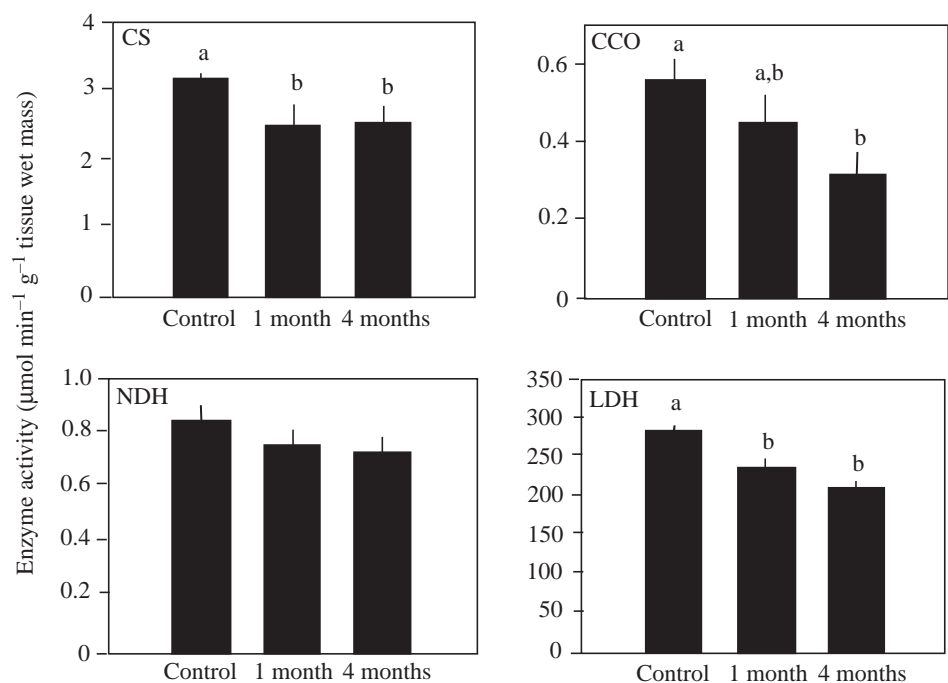 Enzyme activity (µmol min⁻¹ g⁻¹ tissue wet mass)
CS
4
3
2
1
0
a
b
b
Control 1 month 4 months
CCO
0.6
0.4
0.2
0
a
a,b
b
Control 1 month 4 months
NDH
1.0
0.8
0.6
0.4
0.2
0
Control 1 month 4 months
LDH
350
300
250
200
150
100
50
0
a
b
b
Control 1 month 4 months